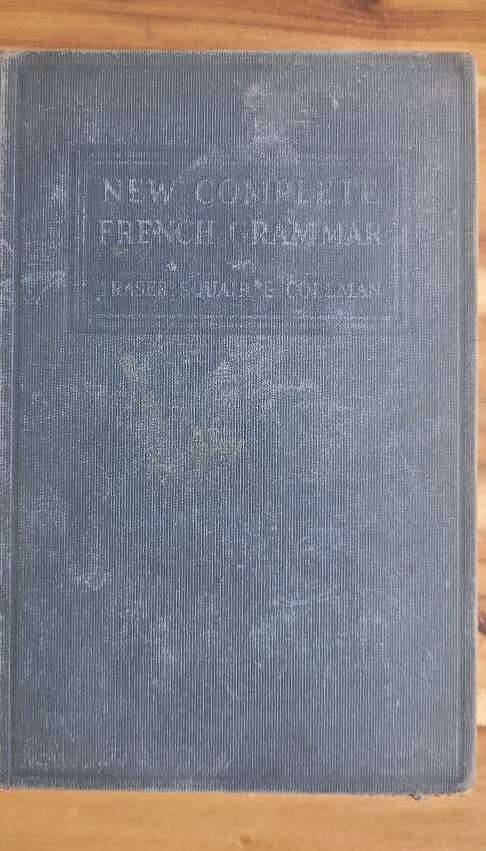 NEW COMPLETE
FRENCH GRAMMAR
FRASER SQUAIR & COLEMAN